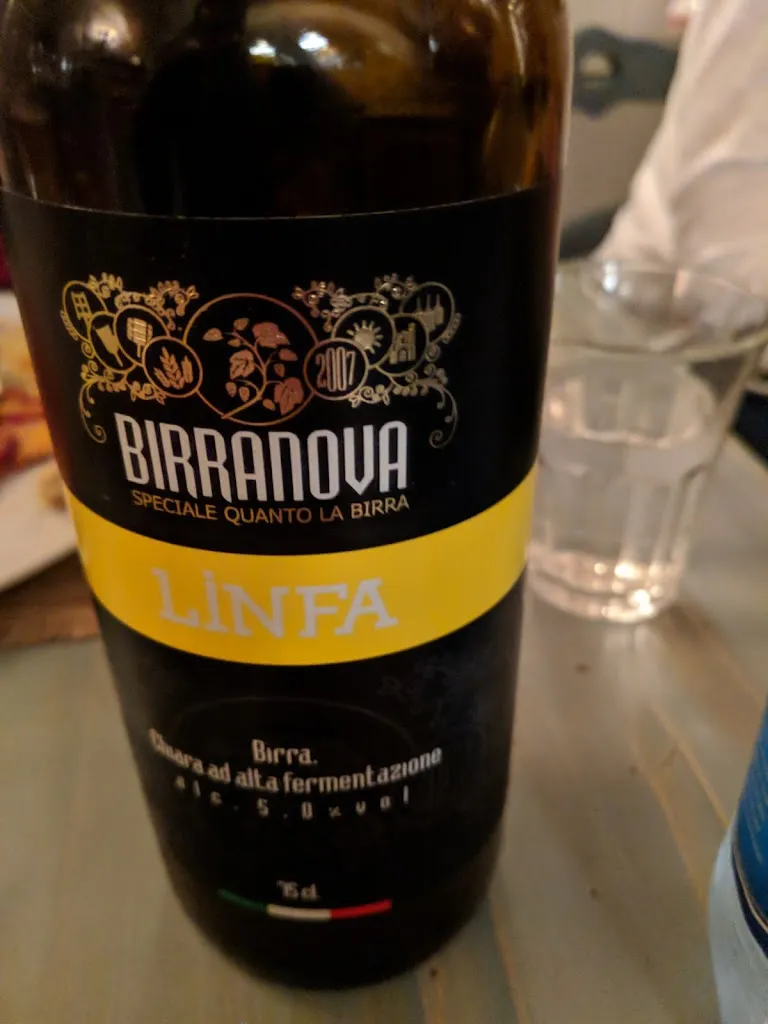 2007
BIRRANOVA
SPECIALE QUANTO LA BIRRA
LiNFA
Birra.
Chiara ad alta fermentazione
alc. 5.0% vol
75 cl